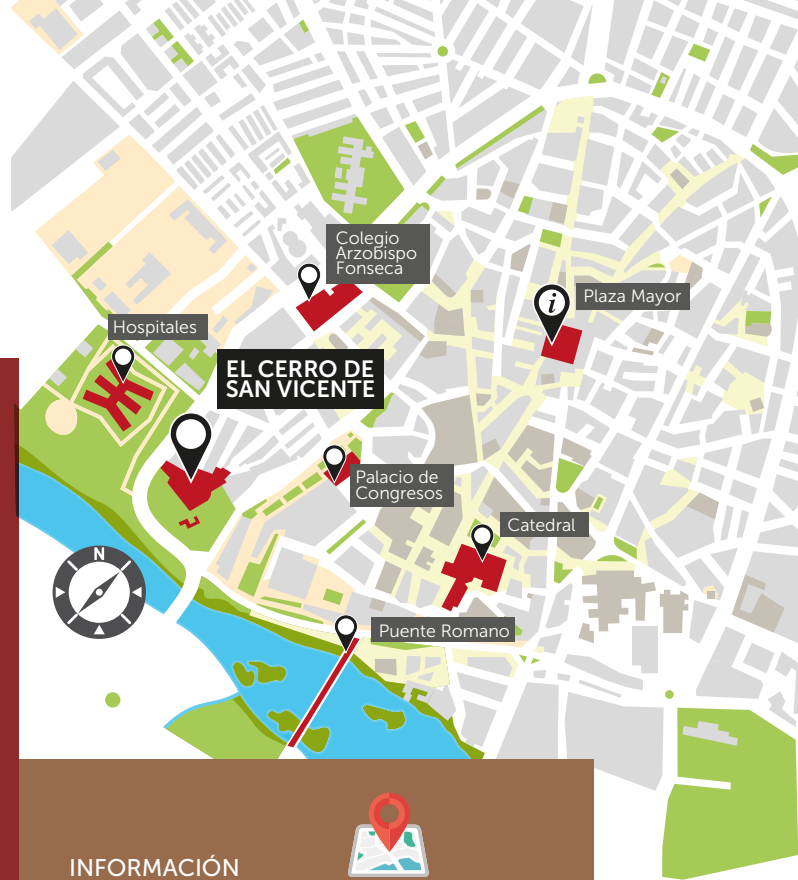 Colegio
Arzobispo
Fonseca
i
Plaza Mayor
Hospitales
EL CERRO DE
SAN VICENTE
Palacio de
Congresos
Catedral
N
Puente Romano
INFORMACIÓN